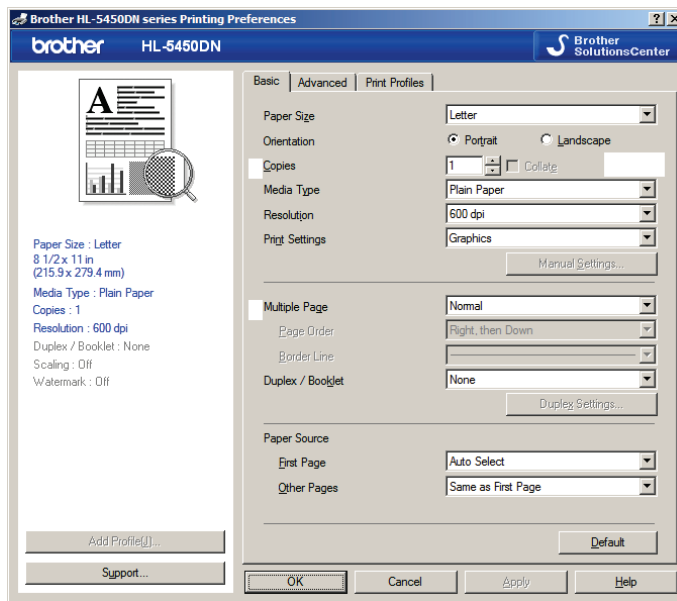 Brother HL-5450DN series Printing Preferences
brother HL-5450DN Brother
SolutionsCenter
Basic Advanced Print Profiles
A
Paper Size Letter
Orientation Portrait Landscape
Copies 1 Collate
Media Type Plain Paper
Resolution 600 dpi
Print Settings Graphics
Manual Settings...
Paper Size : Letter
8 1/2 x 11 in
(215.9 x 279.4 mm)
Media Type : Plain Paper
Copies : 1
Resolution : 600 dpi
Duplex / Booklet : None
Scaling : Off
Watermark : Off
Multiple Page Normal
Page Order Right, then Down
Border Line
Duplex / Booklet None
Duplex Settings...
Paper Source
First Page Auto Select
Other Pages Same as First Page
Add Profile[J]...
Default
Support...
OK Cancel Apply Help